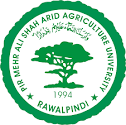 PIR MEHR ALI SHAH ARID AGRICULTURE UNIVERSITY
1994
RAWALPINDI